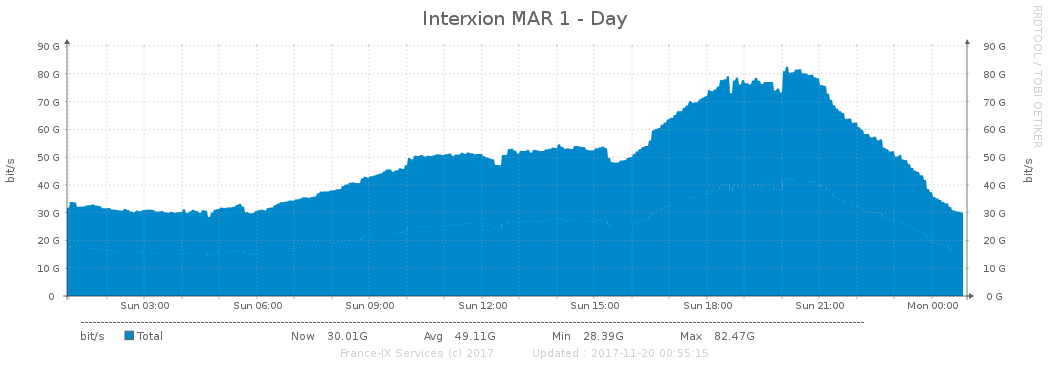 Interxion MAR 1 - Day
RRDTOOL / TOBI OETIKER
bit/s
90 G 90 G
80 G 80 G
70 G 70 G
60 G 60 G
50 G 50 G
40 G 40 G
30 G 30 G
20 G 20 G
10 G 10 G
0 0 G
bit/s
Sun 03:00 Sun 06:00 Sun 09:00 Sun 12:00 Sun 15:00 Sun 18:00 Sun 21:00 Mon 00:00
bit/s Total Now 30.01G Avg 49.11G Min 28.39G Max 82.47G
France-IX Services (c) 2017 Updated : 2017-11-20 00:55:15